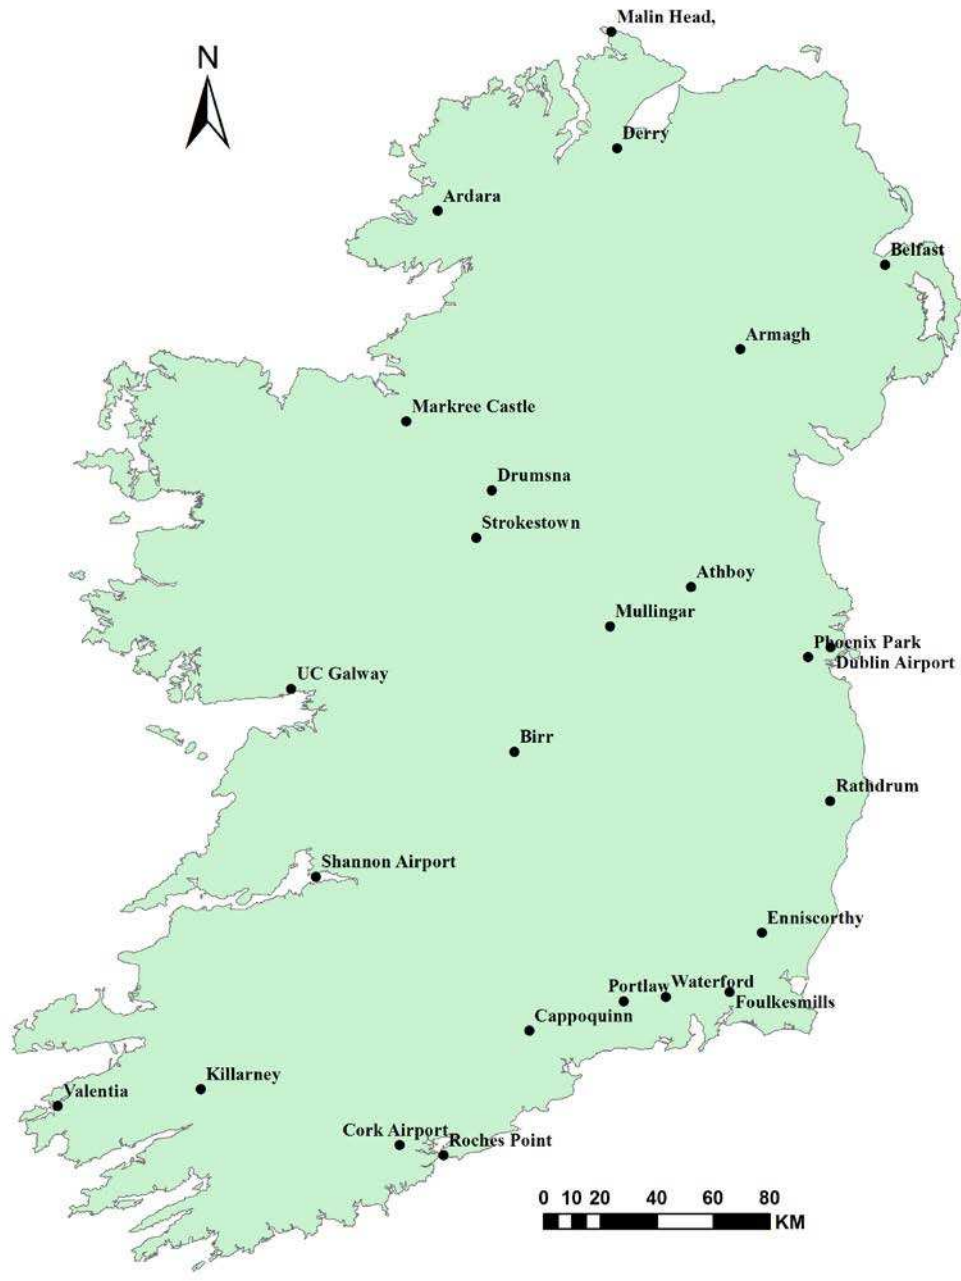 Malin Head,
N
Derry
Ardara
Belfast
Armagh
Markree Castle
Drumsna
Strokestown
Athboy
Mullingar
Phoenix Park
Dublin Airport
UC Galway
Birr
Rathdrum
Shannon Airport
Enniscorthy
Portlaw
Waterford
Foulkesmills
Cappoquinn
Killarney
Valentia
Cork Airport
Roches Point
0 10 20 40 60 80
KM